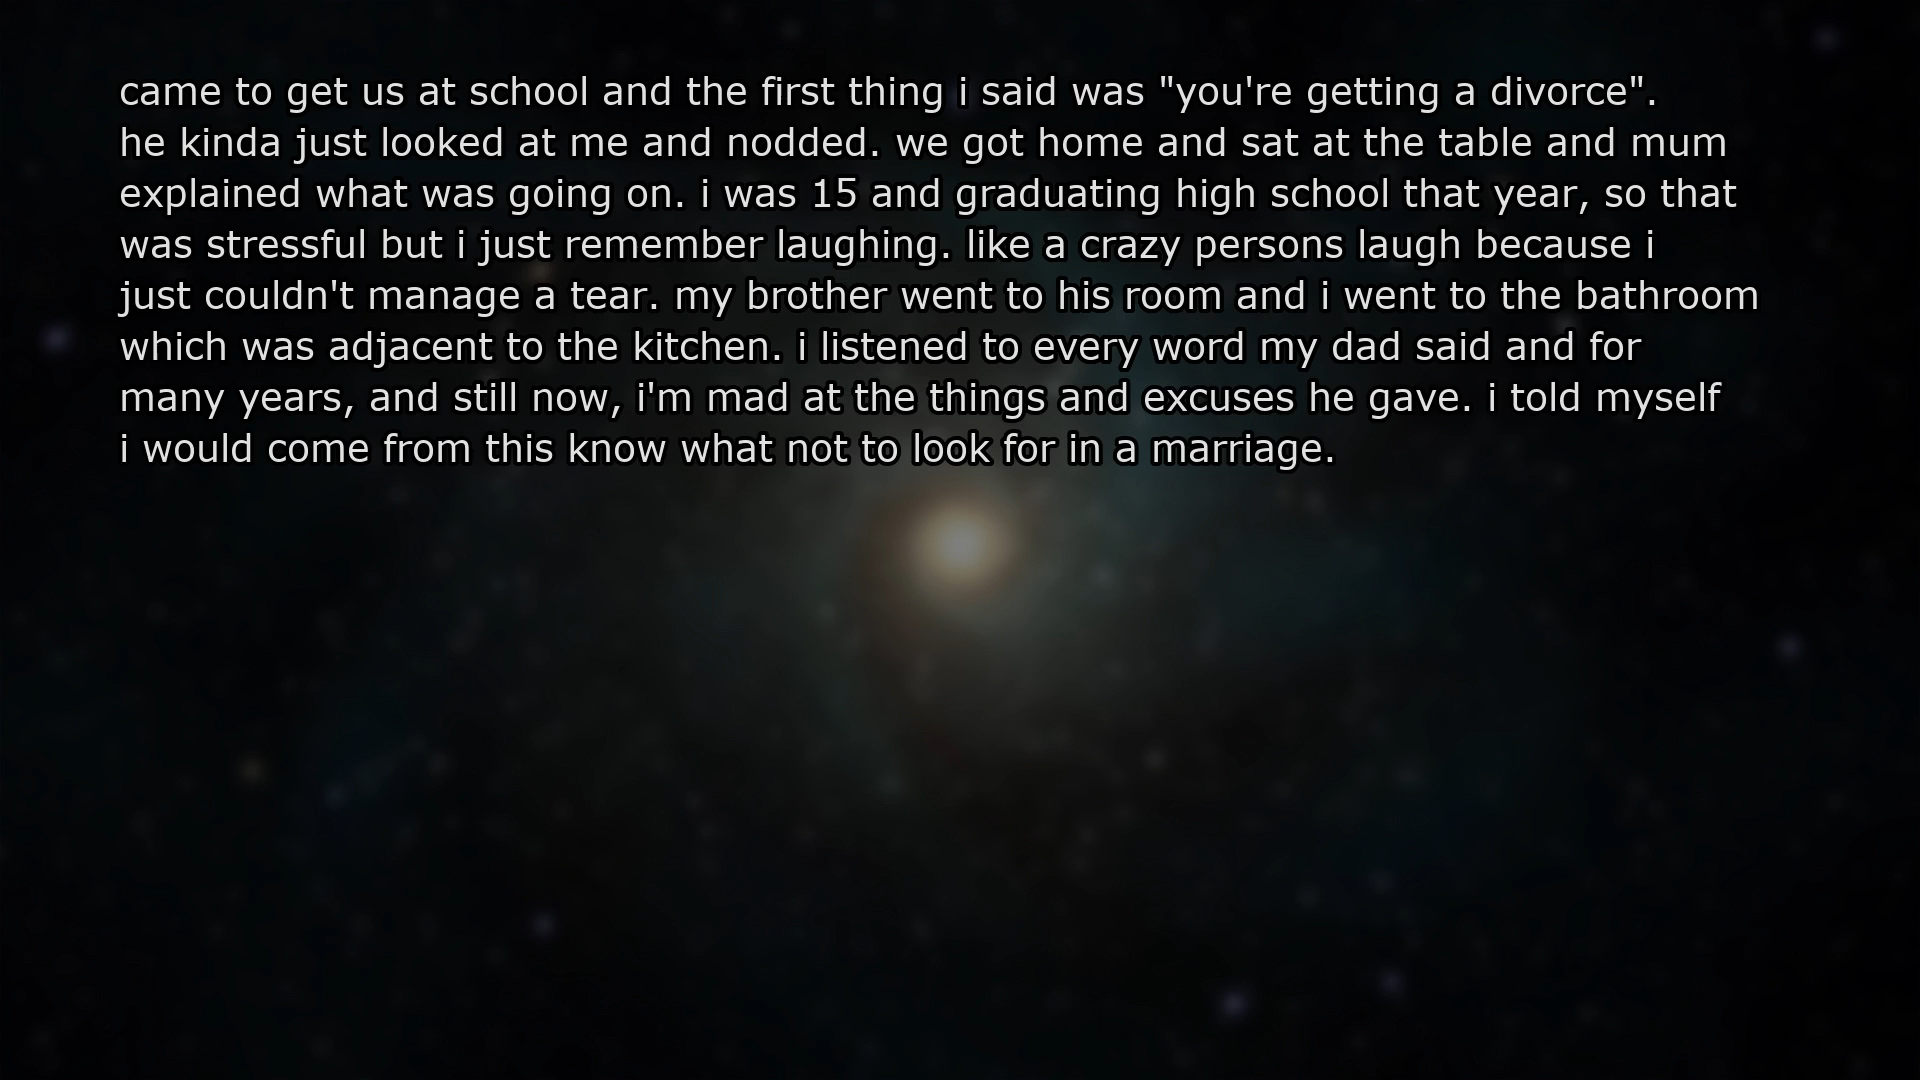 came to get us at school and the first thing i said was "you're getting a divorce".
he kinda just looked at me and nodded. we got home and sat at the table and mum
explained what was going on. i was 15 and graduating high school that year, so that
was stressful but i just remember laughing. like a crazy persons laugh because i
just couldn't manage a tear. my brother went to his room and i went to the bathroom
which was adjacent to the kitchen. i listened to every word my dad said and for
many years, and still now, i'm mad at the things and excuses he gave. i told myself
i would come from this know what not to look for in a marriage.